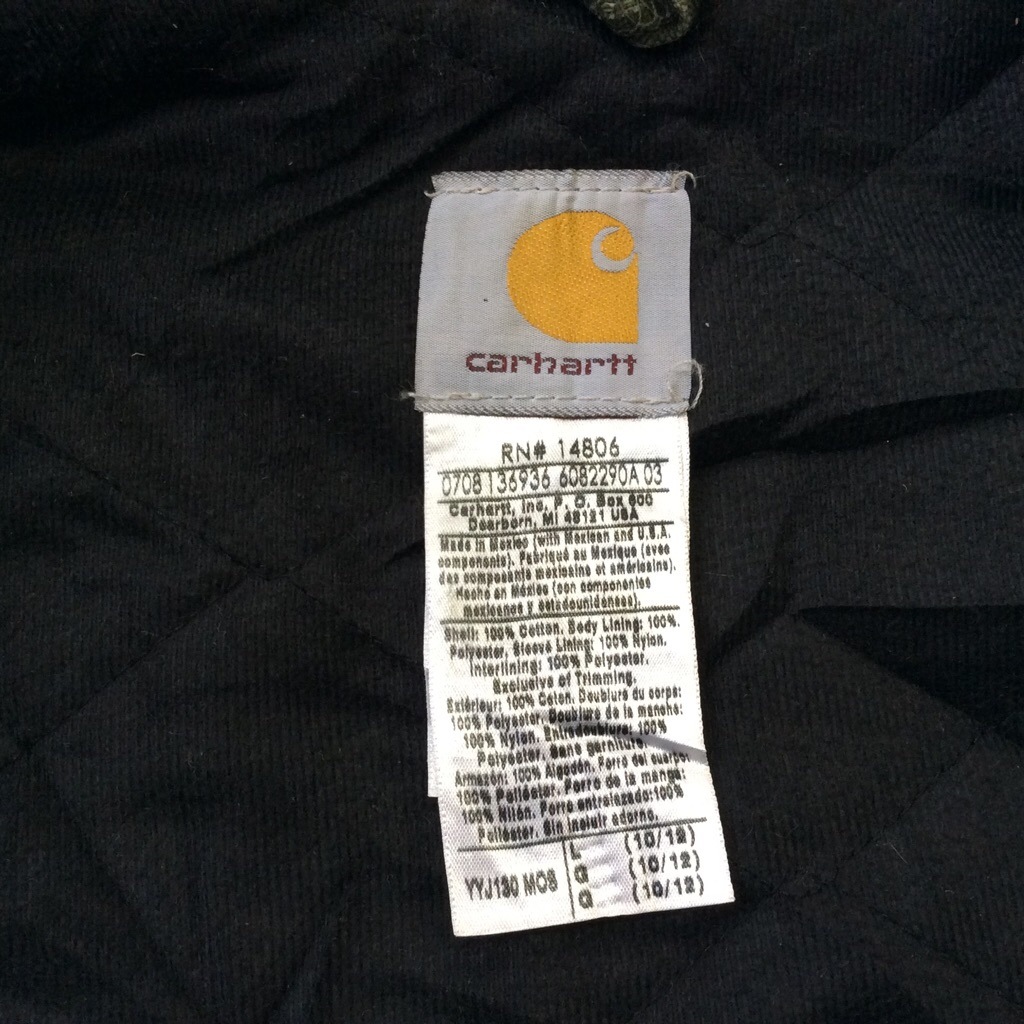 carhartt
RN# 14806
0708 136936 6082290A 03
Carhartt, Inc. P. O. Box 600
Dearborn, MI 48121 USA
Made in Mexico (with Mexican and U.S.A.
components). Fabriqué au Mexique (avec
des composants mexicains et américains).
Hecho en México (con componentes
mexicanos y estadounidenses).
Shell: 100% Cotton. Body Lining: 100%
Polyester. Sleeve Lining: 100% Nylon.
Interlining: 100% Polyester.
Exclusive of Trimming.
Extérieur: 100% Coton. Doublure du corps:
100% Polyester. Doublure de la manche:
100% Nylon. Entredoublure: 100%
Polyester. Sans garniture.
Armazón: 100% Algodón. Forro del cuerpo:
100% Poliéster. Forro de la manga:
100% Nilón. Forro entrelazado: 100%
Poliester. Sin incluir adorno.
YYJ130 MOS
L (10/12)
G (10/12)
G (10/12)